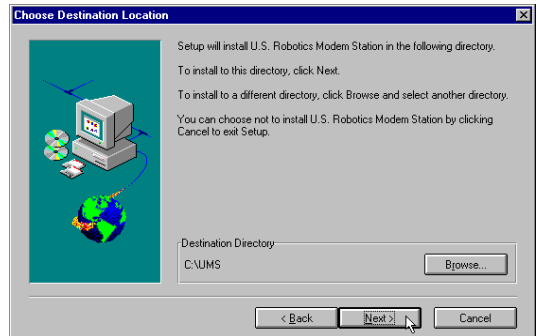 Choose Destination Location
Setup will install U.S. Robotics Modem Station in the following directory.
To install to this directory, click Next.
To install to a different directory, click Browse and select another directory.
You can choose not to install U.S. Robotics Modem Station by clicking
Cancel to exit Setup.
Destination Directory
C:\UMS
Browse...
< Back
Next >
Cancel